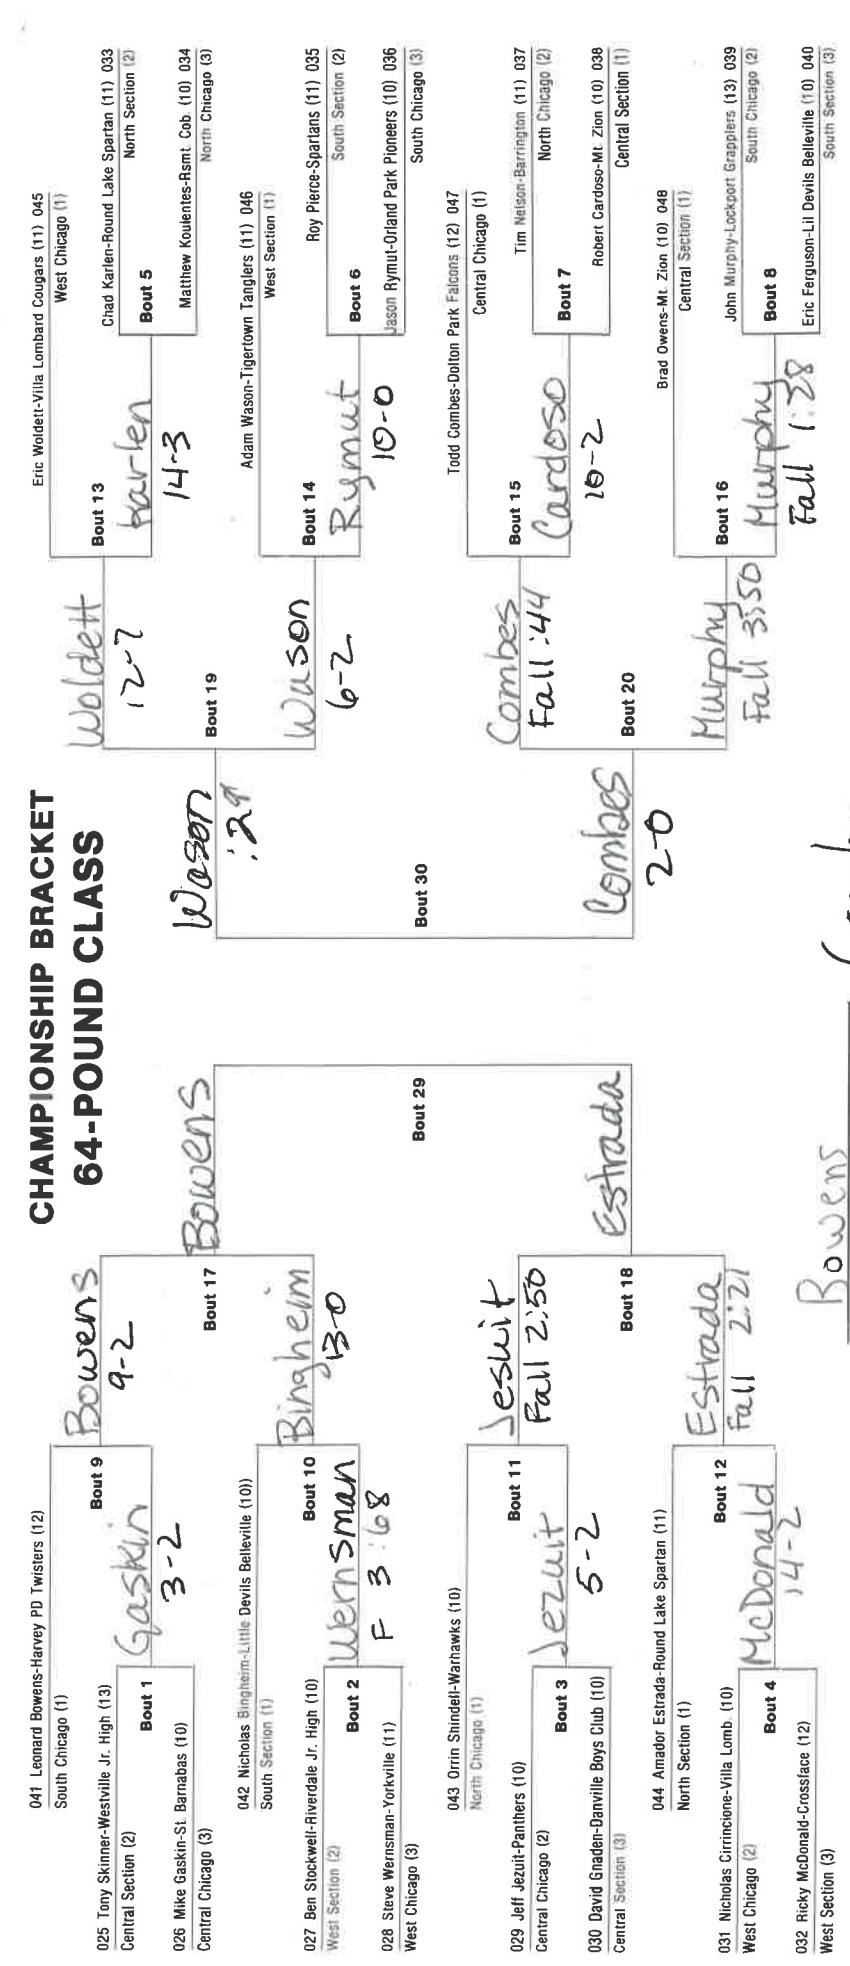 CHAMPIONSHIP BRACKET
64-POUND CLASS
041 Leonard Bowens-Harvey PD Twisters (12)
South Chicago (1)
Bout 9
Bowens
9-2
025 Tony Skinner-Westville Jr. High (13)
Central Section (2)
Bout 1
Gaskin
3-2
026 Mike Gaskin-St. Barnabas (10)
Central Chicago (3)
Bout 17
Bowens
042 Nicholas Bingheim-Little Devils Belleville (10))
South Section (1)
Bout 10
Bingheim
13-0
027 Ben Stockwell-Riverdale Jr. High (10)
West Section (2)
Bout 2
Wernsman
F 3:68
028 Steve Wernsman-Yorkville (11)
West Chicago (3)
Bout 29
043 Orrin Shindell-Warhawks (10)
North Chicago (1)
Bout 11
Jesuit
Fall 2:50
029 Jeff Jezuit-Panthers (10)
Central Chicago (2)
Bout 3
Jezuit
5-2
030 David Gnaden-Danville Boys Club (10)
Central Section (3)
Bout 18
Estrada
044 Amador Estrada-Round Lake Spartan (11)
North Section (1)
Bout 12
Estrada
Fall 2:21
031 Nicholas Cirrincione-Villa Lomb. (10)
West Chicago (2)
Bout 4
McDonald
14-2
032 Ricky McDonald-Crossface (12)
West Section (3)
Bowens
Eric Woldett-Villa Lombard Cougars (11) 045
West Chicago (1)
Bout 13
Woldett
12-7
Chad Karlen-Round Lake Spartan (11) 033
North Section (2)
Bout 5
Karlen
14-3
Matthew Koulentes-Rsmt. Cob. (10) 034
North Chicago (3)
Bout 19
Wason
Adam Wason-Tigertown Tanglers (11) 046
West Section (1)
Bout 14
Wason
6-2
Roy Pierce-Spartans (11) 035
South Section (2)
Bout 6
Rymut
10-0
Jason Rymut-Orland Park Pioneers (10) 036
South Chicago (3)
Bout 30
Todd Combes-Dolton Park Falcons (12) 047
Central Chicago (1)
Bout 15
Combes
Fall :44
Tim Nelson-Barrington (11) 037
North Chicago (2)
Bout 7
Cardoso
10-2
Robert Cardoso-Mt. Zion (10) 038
Central Section (1)
Bout 20
Combes
2-0
Brad Owens-Mt. Zion (10) 048
Central Section (1)
Bout 16
Murphy
Fall 3:50
John Murphy-Lockport Grapplers (13) 039
South Chicago (2)
Bout 8
Murphy
Fall 1:28
Eric Ferguson-Lil Devils Belleville (10) 040
South Section (3)